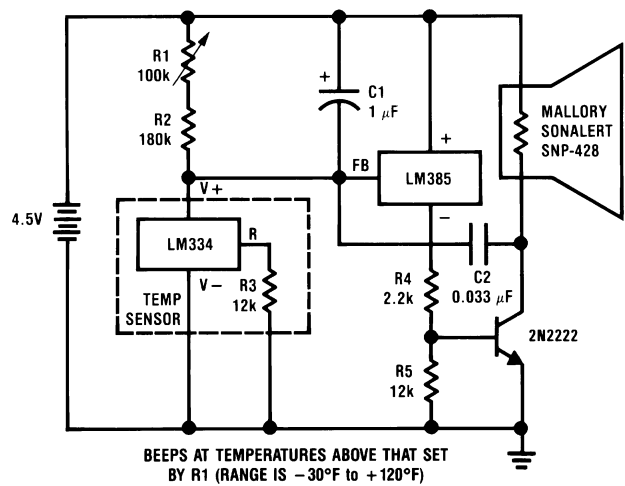 R1
100k
R2
180k
+
C1
1 μF
MALLORY
SONALERT
SNP-428
FB
+
LM385
−
V+
4.5V
LM334
R
V−
R3
12k
TEMP
SENSOR
R4
2.2k
C2
0.033 μF
2N2222
R5
12k
BEEPS AT TEMPERATURES ABOVE THAT SET
BY R1 (RANGE IS −30°F to +120°F)